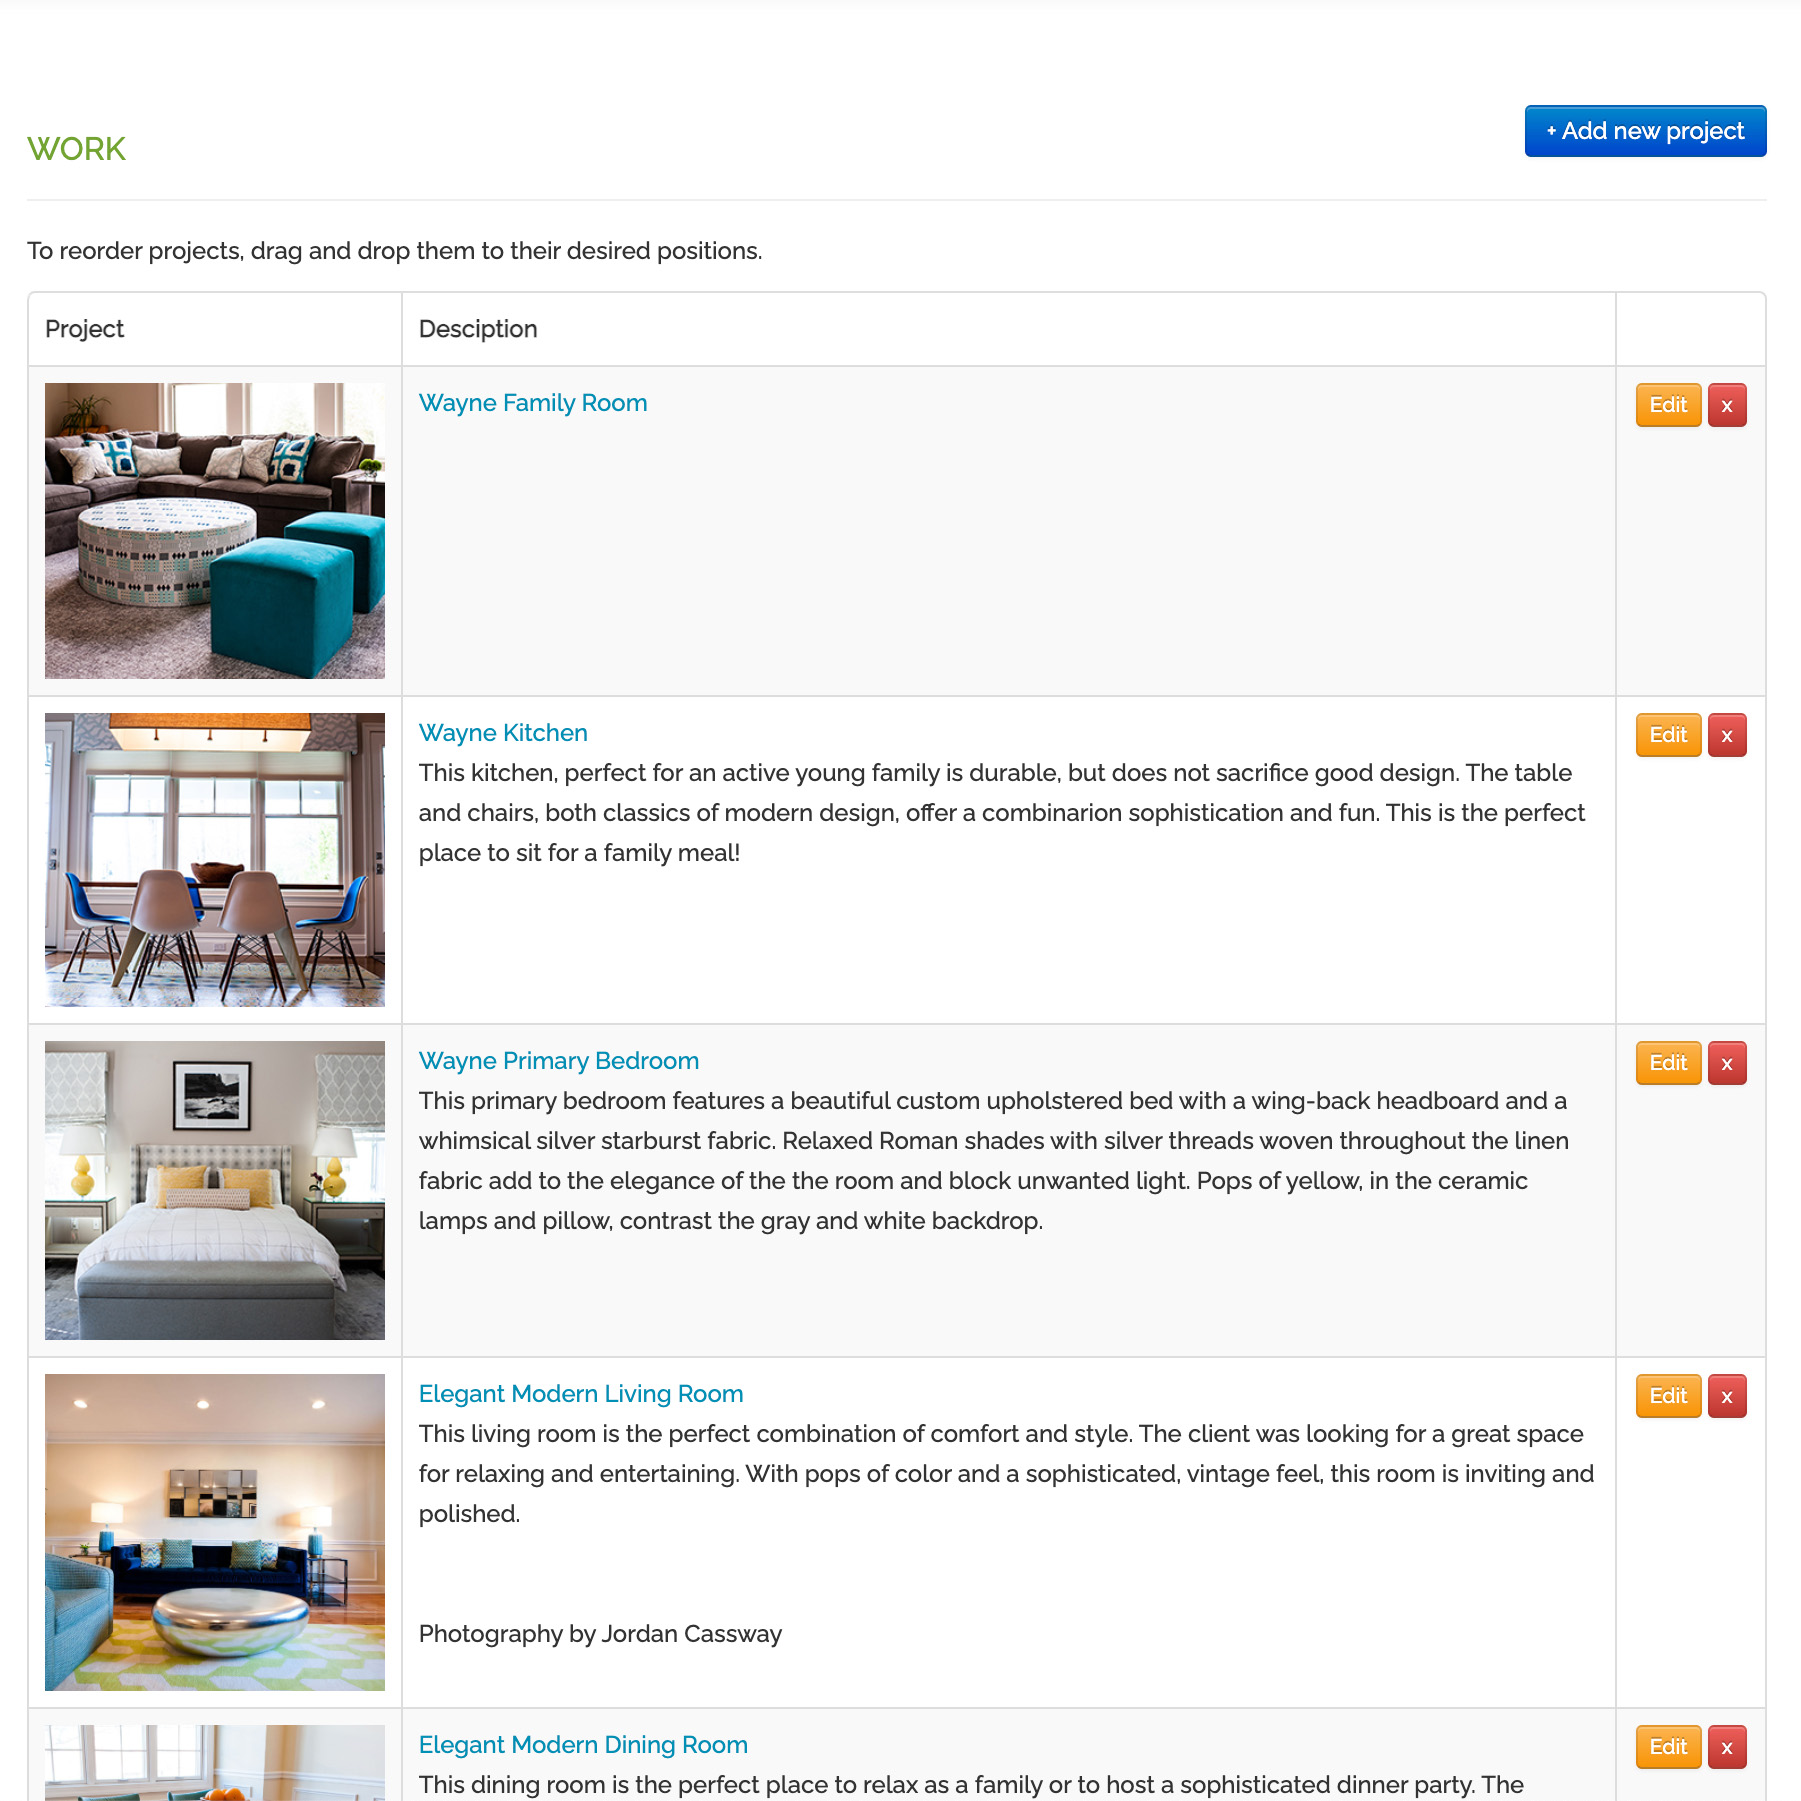 WORK
+ Add new project
To reorder projects, drag and drop them to their desired positions.
Project
Desciption
Wayne Family Room
Edit
x
Wayne Kitchen
This kitchen, perfect for an active young family is durable, but does not sacrifice good design. The table
and chairs, both classics of modern design, offer a combinarion sophistication and fun. This is the perfect
place to sit for a family meal!
Edit
x
Wayne Primary Bedroom
This primary bedroom features a beautiful custom upholstered bed with a wing-back headboard and a
whimsical silver starburst fabric. Relaxed Roman shades with silver threads woven throughout the linen
fabric add to the elegance of the the room and block unwanted light. Pops of yellow, in the ceramic
lamps and pillow, contrast the gray and white backdrop.
Edit
x
Elegant Modern Living Room
This living room is the perfect combination of comfort and style. The client was looking for a great space
for relaxing and entertaining. With pops of color and a sophisticated, vintage feel, this room is inviting and
polished.
Photography by Jordan Cassway
Edit
x
Elegant Modern Dining Room
This dining room is the perfect place to relax as a family or to host a sophisticated dinner party. The
Edit
x